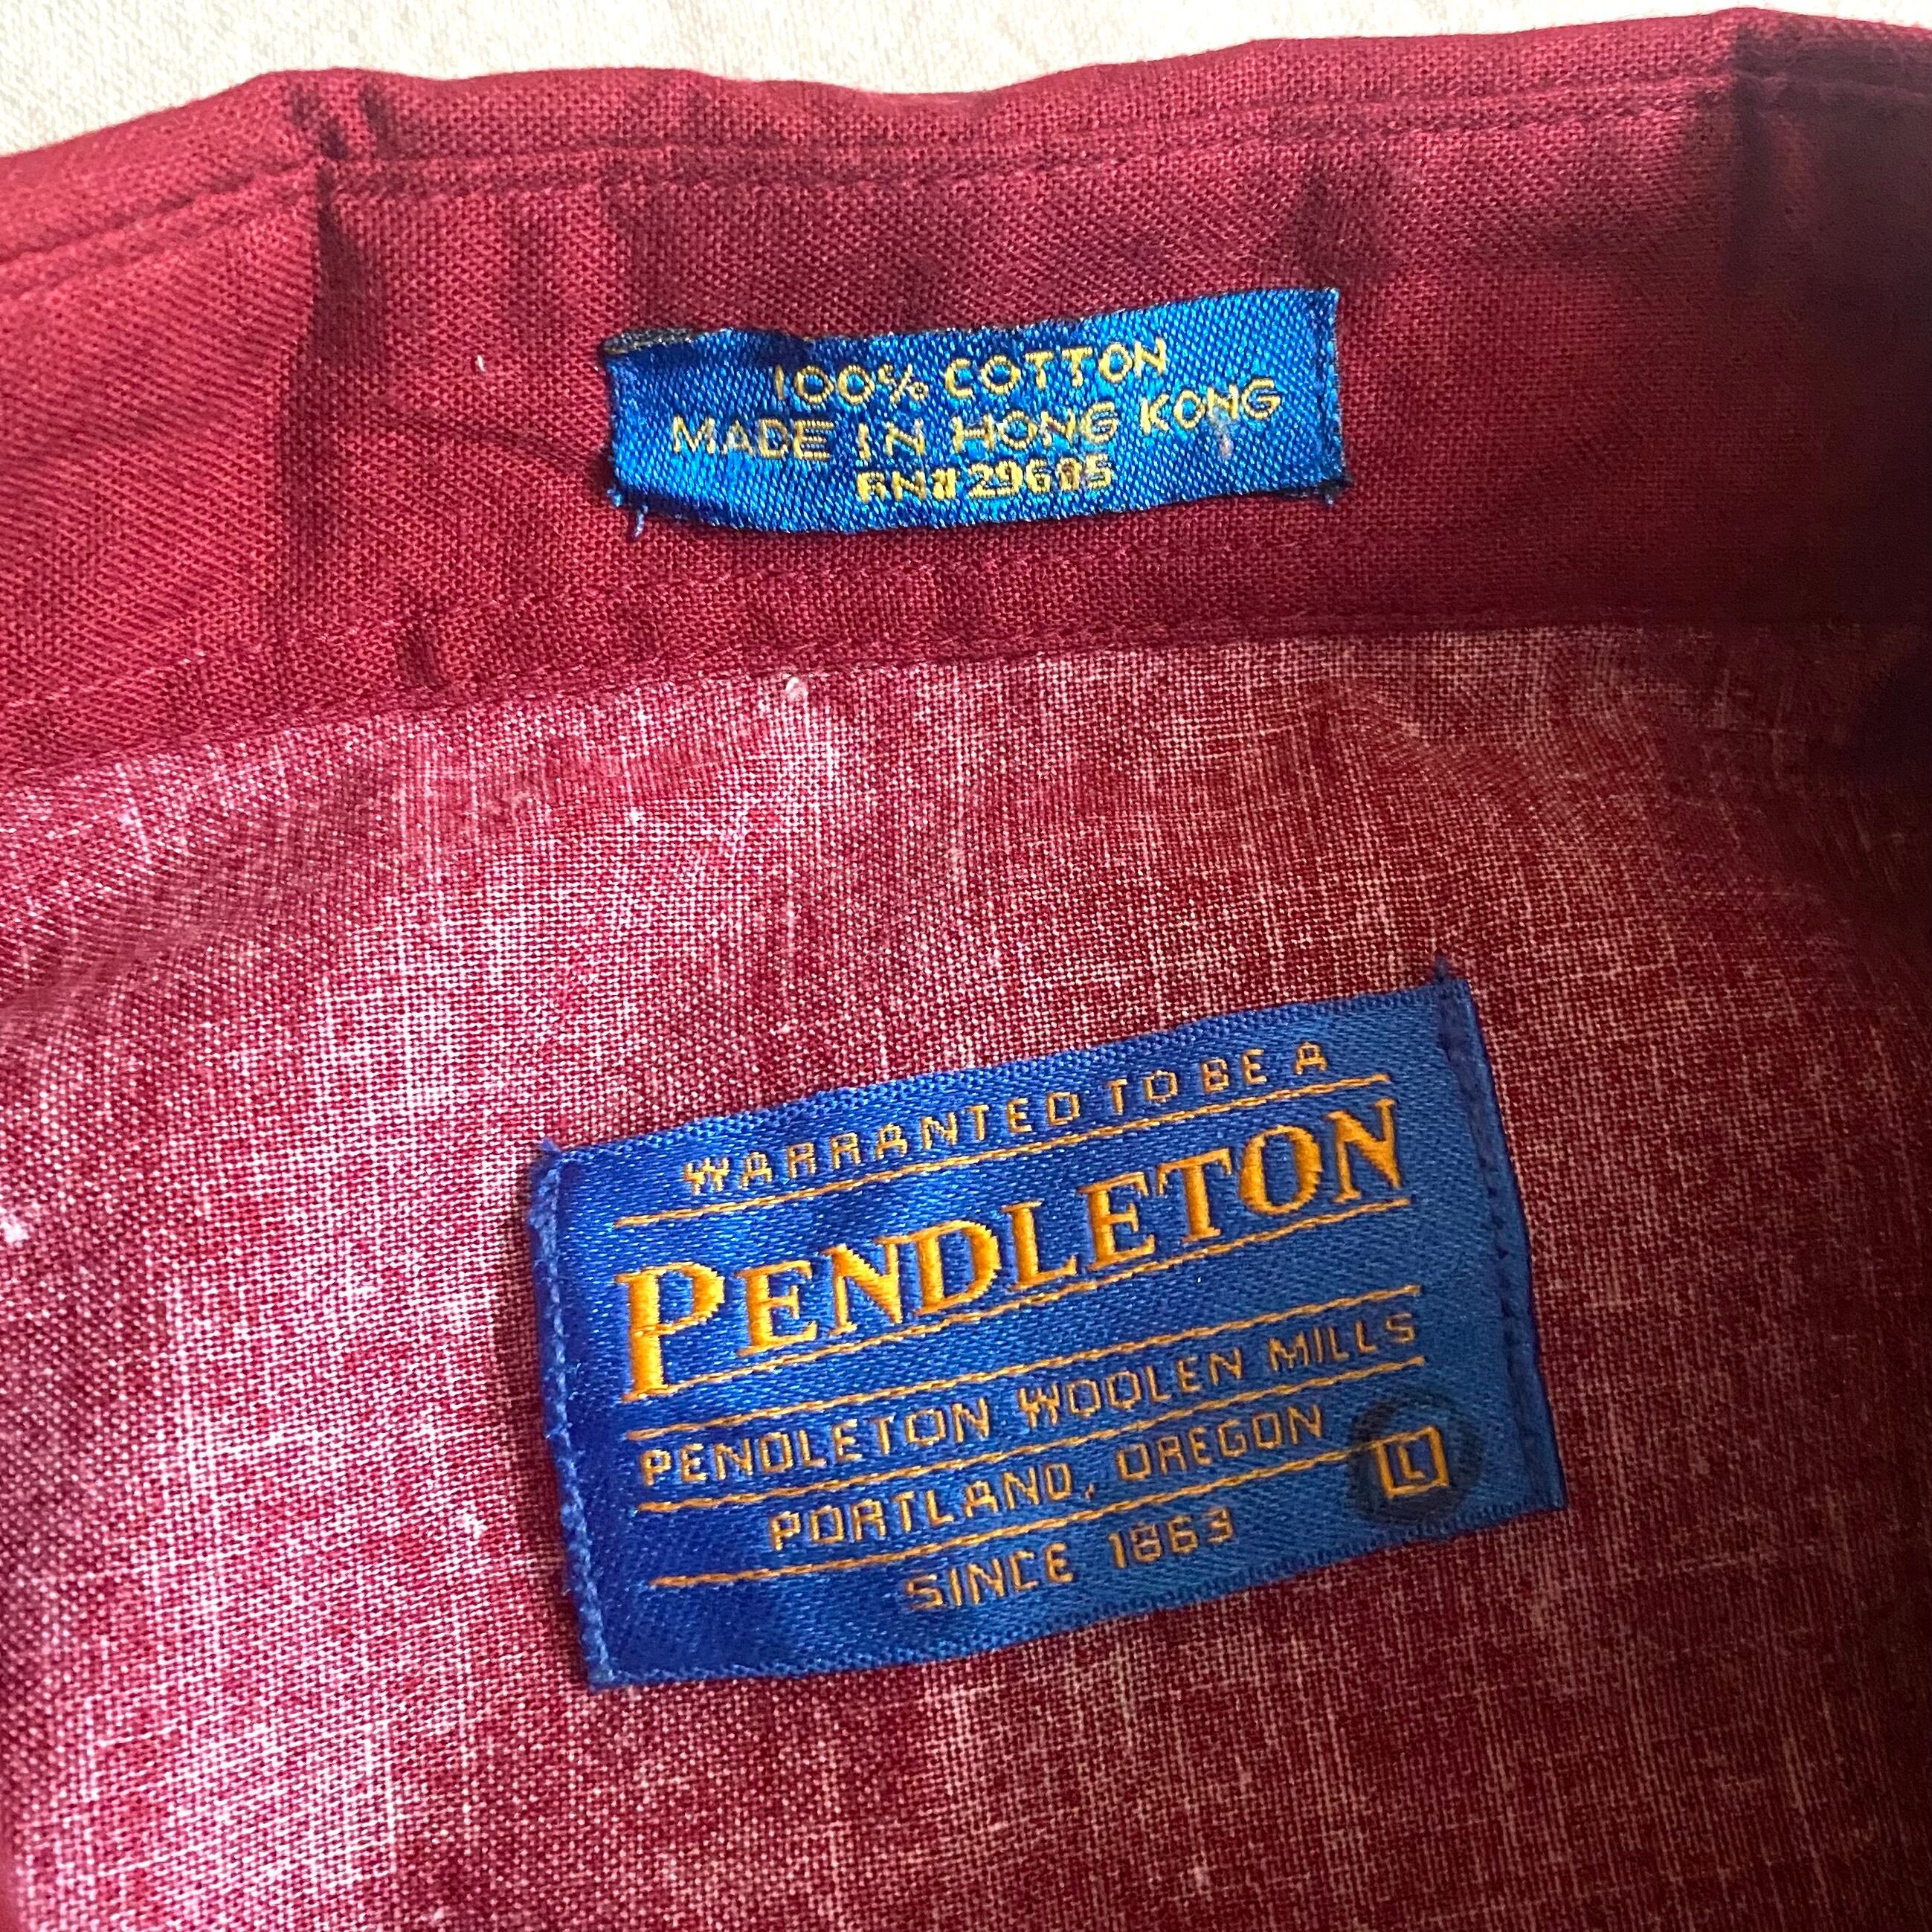 100% COTTON
MADE IN HONG KONG
RN#29685
WARRANTED TO BE A
PENDLETON
PENDLETON WOOLEN MILLS
PORTLAND, OREGON
L
SINCE 1863